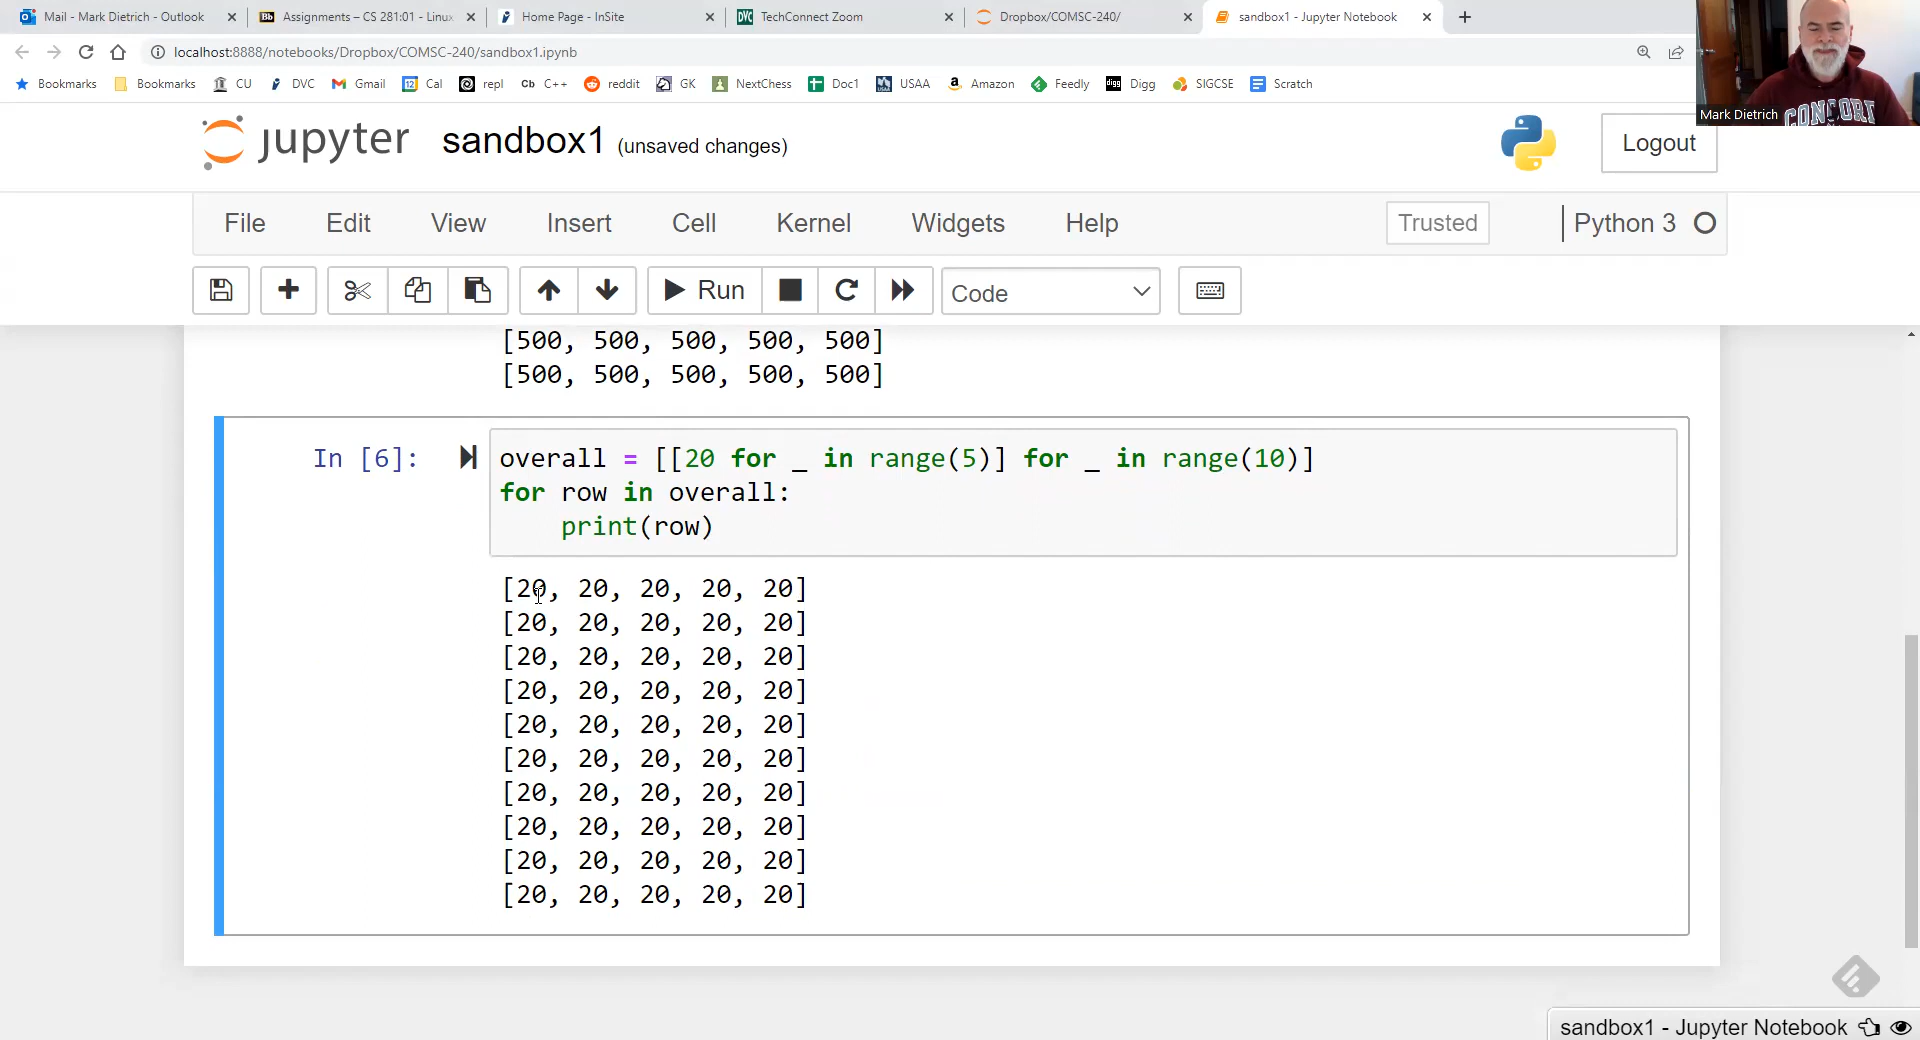 Mail - Mark Dietrich - Outlook
Assignments – CS 281:01 - Linux
Home Page - InSite
DVC TechConnect Zoom
Dropbox/COMSC-240/
sandbox1 - Jupyter Notebook
localhost:8888/notebooks/Dropbox/COMSC-240/sandbox1.ipynb
Bookmarks Bookmarks CU DVC Gmail Cal repl Cb C++ reddit GK NextChess Doc1 USAA Amazon Feedly digg Digg SIGCSE Scratch
Mark Dietrich
jupyter sandbox1 (unsaved changes)
Logout
File Edit View Insert Cell Kernel Widgets Help
Trusted
Python 3
Run
Code
[500, 500, 500, 500, 500]
[500, 500, 500, 500, 500]
In [6]:
overall = [[20 for _ in range(5)] for _ in range(10)]
for row in overall:
    print(row)
[20, 20, 20, 20, 20]
[20, 20, 20, 20, 20]
[20, 20, 20, 20, 20]
[20, 20, 20, 20, 20]
[20, 20, 20, 20, 20]
[20, 20, 20, 20, 20]
[20, 20, 20, 20, 20]
[20, 20, 20, 20, 20]
[20, 20, 20, 20, 20]
[20, 20, 20, 20, 20]
sandbox1 - Jupyter Notebook